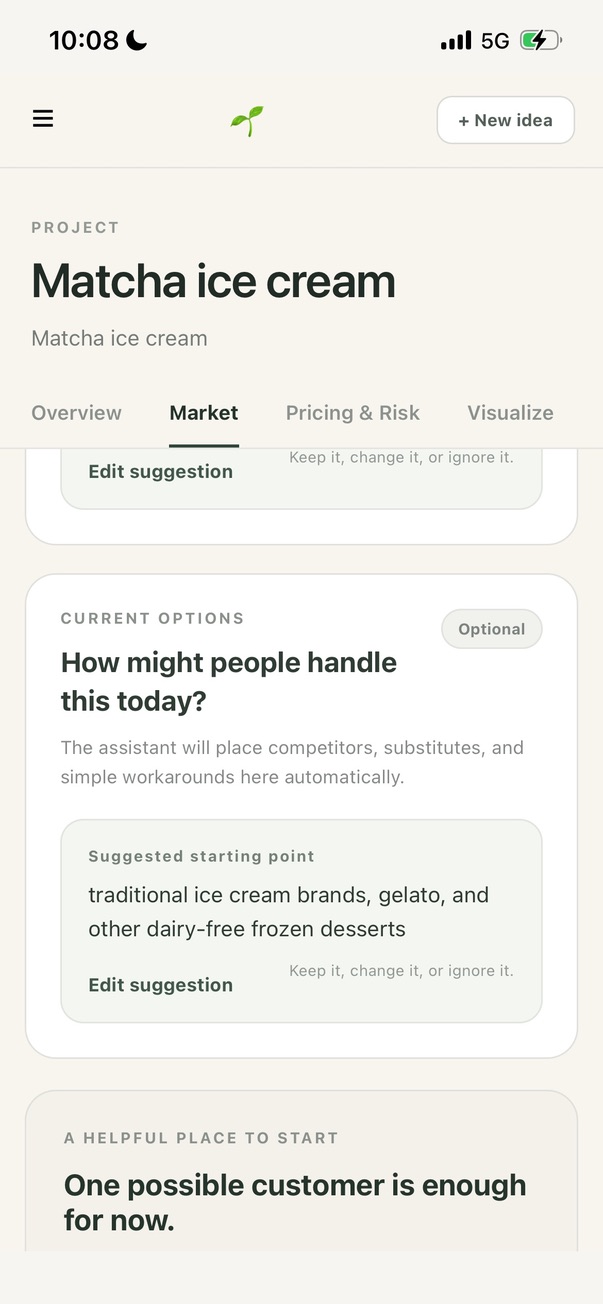 10:08
5G
+ New idea
PROJECT
Matcha ice cream
Matcha ice cream
Overview Market Pricing & Risk Visualize
Keep it, change it, or ignore it.
Edit suggestion
CURRENT OPTIONS
Optional
How might people handle
this today?
The assistant will place competitors, substitutes, and
simple workarounds here automatically.
Suggested starting point
traditional ice cream brands, gelato, and
other dairy-free frozen desserts
Keep it, change it, or ignore it.
Edit suggestion
A HELPFUL PLACE TO START
One possible customer is enough
for now.